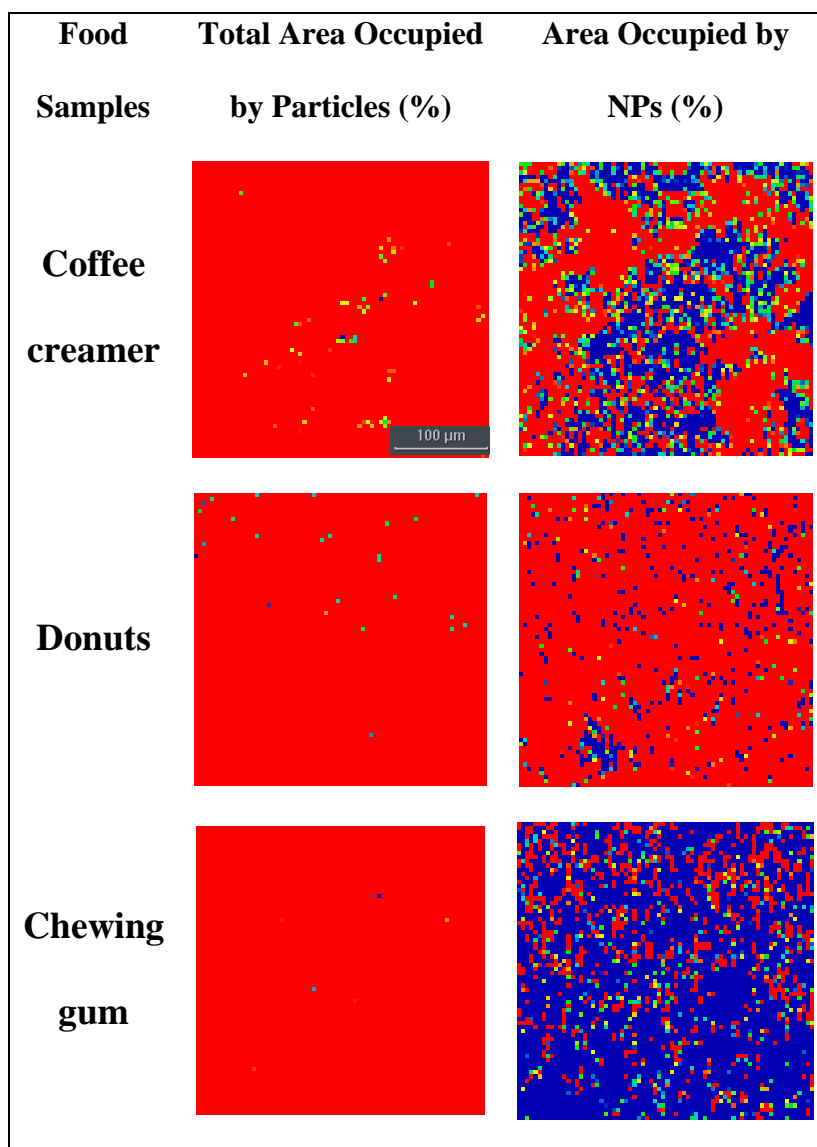 Food Samples
Total Area Occupied by Particles (%)
Area Occupied by NPs (%)
Coffee creamer
100 µm
Donuts
Chewing gum